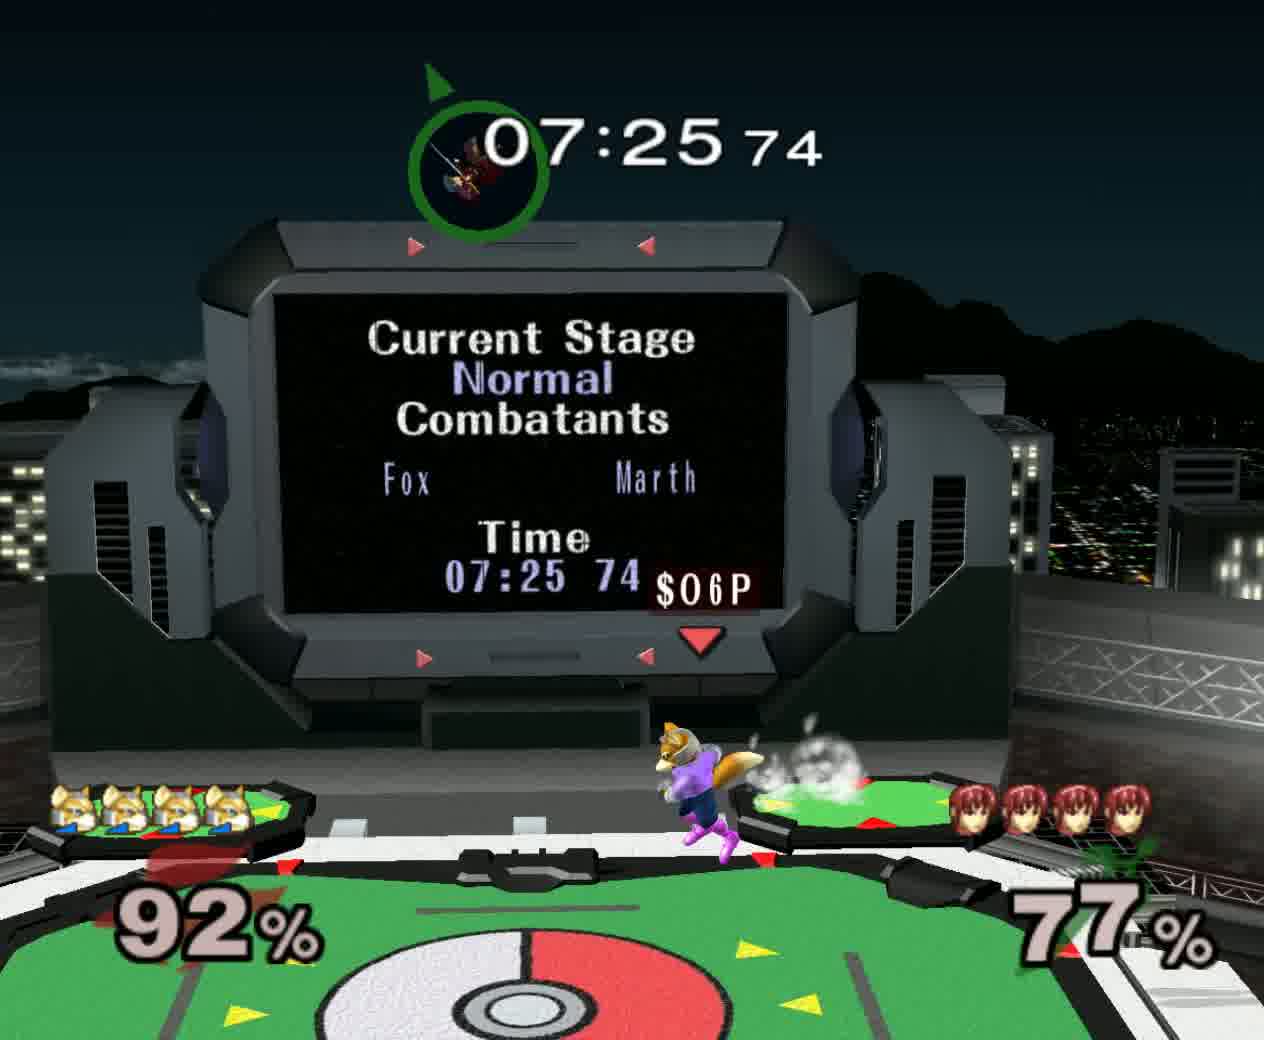 07:25 74
Current Stage
Normal
Combatants
Fox Marth
Time
07:25 74
$06P
92%
77%